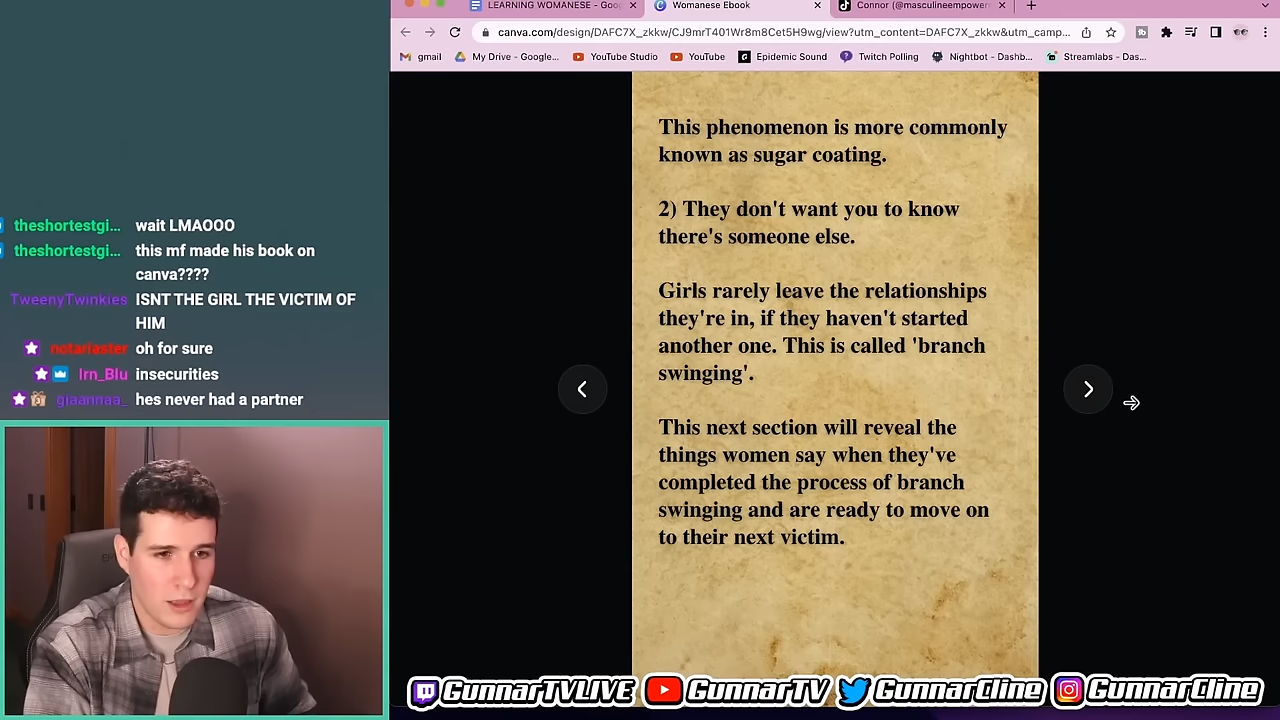 LEARNING WOMANESE - Goo
Womanese Ebook
Connor (@masculineempower
canva.com/design/DAFC7X_zkkw/CJ9mrT401Wr8m8Cet5H9wg/view?utm_content=DAFC7X_zkkw&utm_camp...
gmail
My Drive - Google...
YouTube Studio
YouTube
Epidemic Sound
Twitch Polling
Nightbot - Dashb...
Streamlabs - Das...
This phenomenon is more commonly
known as sugar coating.
2) They don't want you to know
there's someone else.
Girls rarely leave the relationships
they're in, if they haven't started
another one. This is called 'branch
swinging'.
This next section will reveal the
things women say when they've
completed the process of branch
swinging and are ready to move on
to their next victim.
theshortestgi... wait LMAOOO
theshortestgi... this mf made his book on
canva????
TweenyTwinkies ISNT THE GIRL THE VICTIM OF
HIM
notariaster oh for sure
Irn_Blu insecurities
giaannaa_ hes never had a partner
GunnarTVLIVE
GunnarTV
GunnarCline
GunnarCline